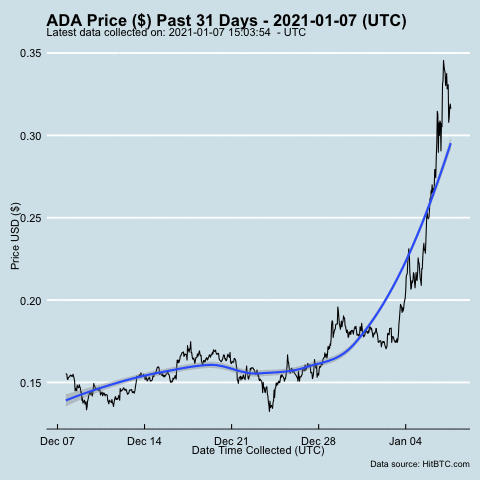 ADA Price ($) Past 31 Days - 2021-01-07 (UTC)
Latest data collected on: 2021-01-07 15:03:54  - UTC
0.35
0.30
0.25
0.20
0.15
Price USD ($)
Dec 07
Dec 14
Dec 21
Dec 28
Jan 04
Date Time Collected (UTC)
Data source: HitBTC.com